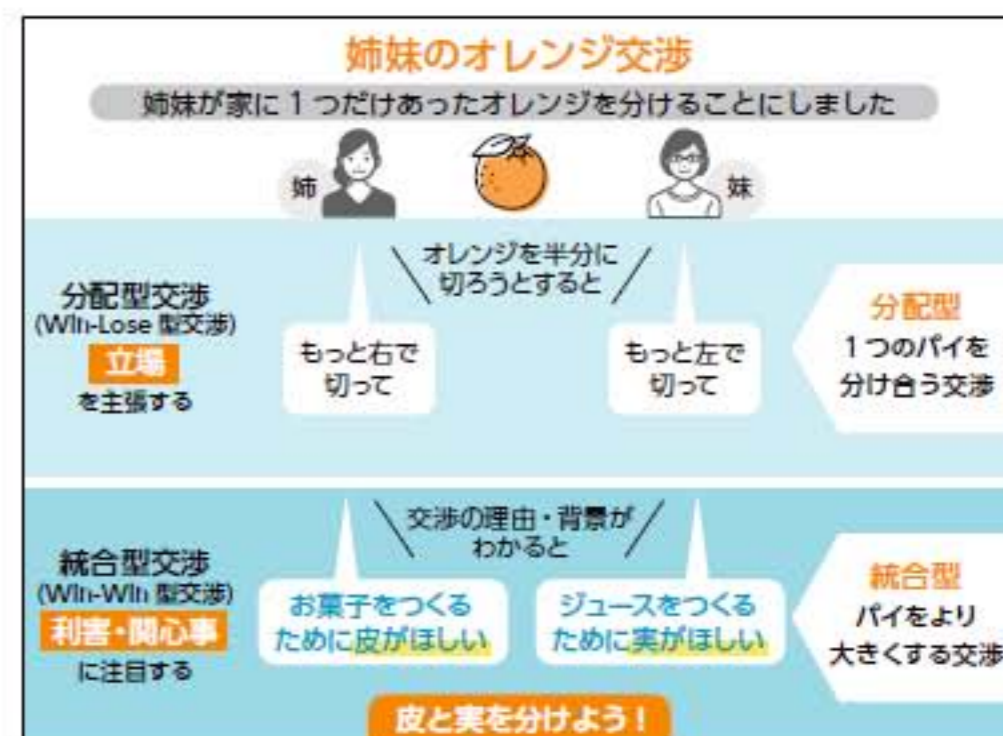 姉妹のオレンジ交渉
姉妹が家に1つだけあったオレンジを分けることにしました
姉
妹
分配型交渉
(Win-Lose 型交渉)
立場
を主張する
オレンジを半分に
切ろうとすると
もっと右で
切って
もっと左で
切って
分配型
1つのパイを
分け合う交渉
統合型交渉
(Win-Win 型交渉)
利害・関心事
に注目する
交渉の理由・背景が
わかると
お菓子をつくる
ために皮がほしい
ジュースをつくる
ために実がほしい
統合型
パイをより
大きくする交渉
皮と実を分けよう!